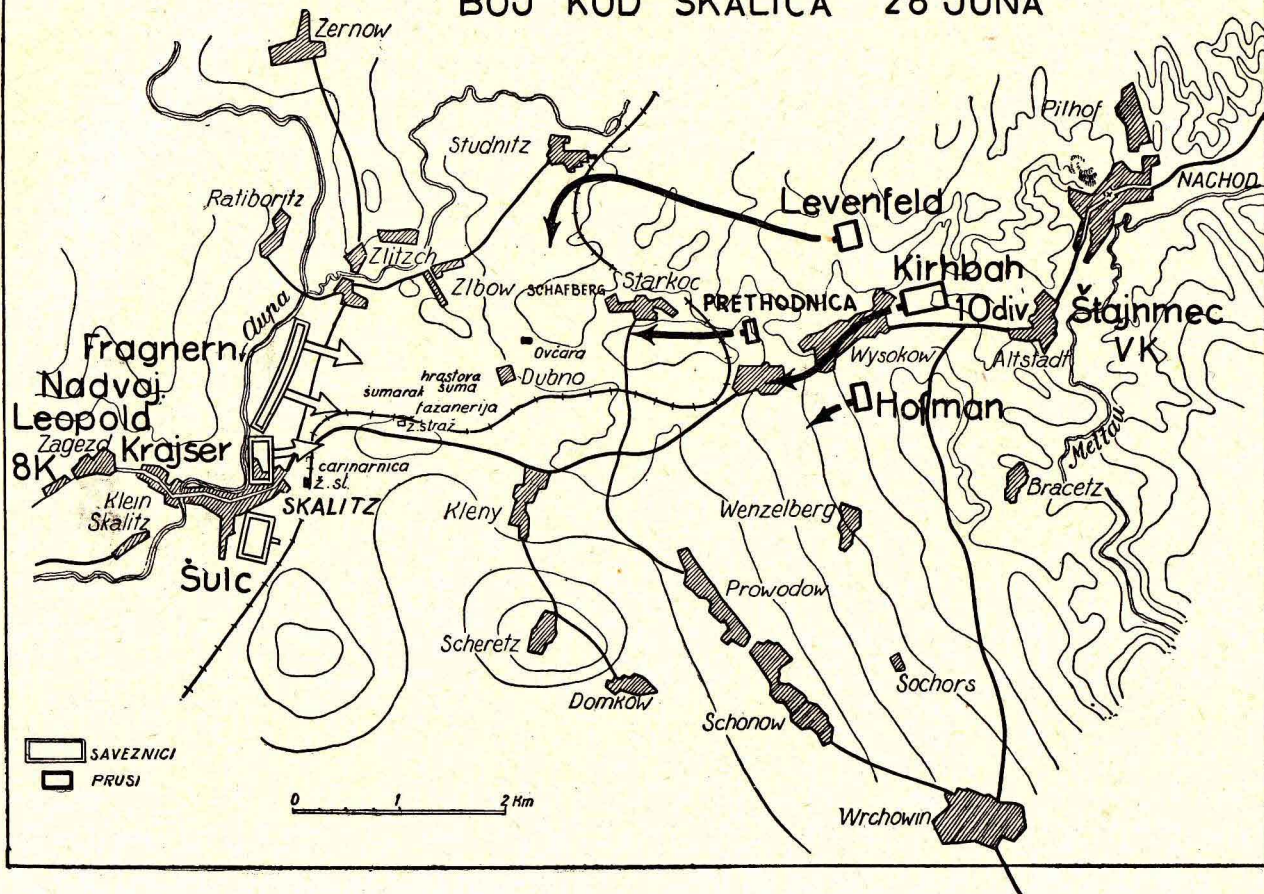 BOJ KOD SKALICA 28 JUNA
Zernow
Pilhof
Studnitz
NACHOD
Ratiboritz
Levenfeld
Zlitzch
Kirhbah
Zlbow
SCHAFBERG
Starkoc
PRETHODNICA
10div.
Štajnmec
VK
Aupa
Fragnern
Ovčara
Wysokow
Altstadt
Nadvoj.
Leopold
hrastova
šuma
Dubno
šumarak
fazanerija
ž.straž
Hofman
Zagezd
Krajser
8K
carinarnica
ž. st.
Mettau
Klein
Skalitz
SKALITZ
Kleny
Wenzelberg
Bracetz
Šulc
Prowodow
Scheretz
Sochors
Domkow
Schonow
SAVEZNICI
PRUSI
0 1 2 Km
Wrchowin